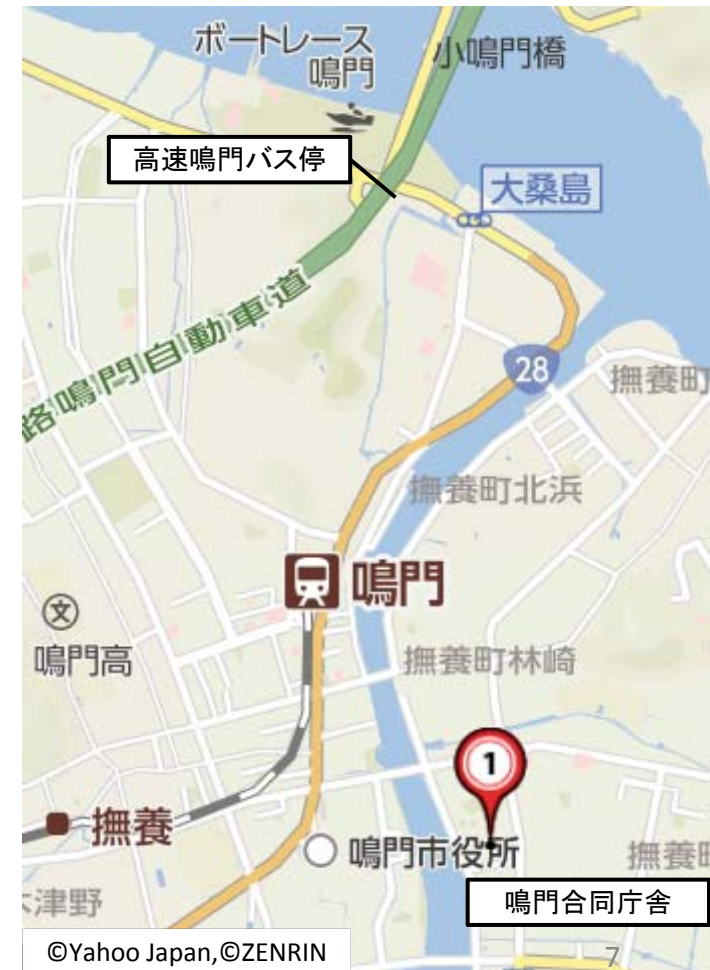 ボートレース
鳴門
小鳴門橋
高速鳴門バス停
大桑島
路鳴門自動車道
28
撫養町
撫養町北浜
鳴門
文
鳴門高
撫養町林崎
1
撫養
鳴門市役所
撫養町
木津野
鳴門合同庁舎
©Yahoo Japan,©ZENRIN
7